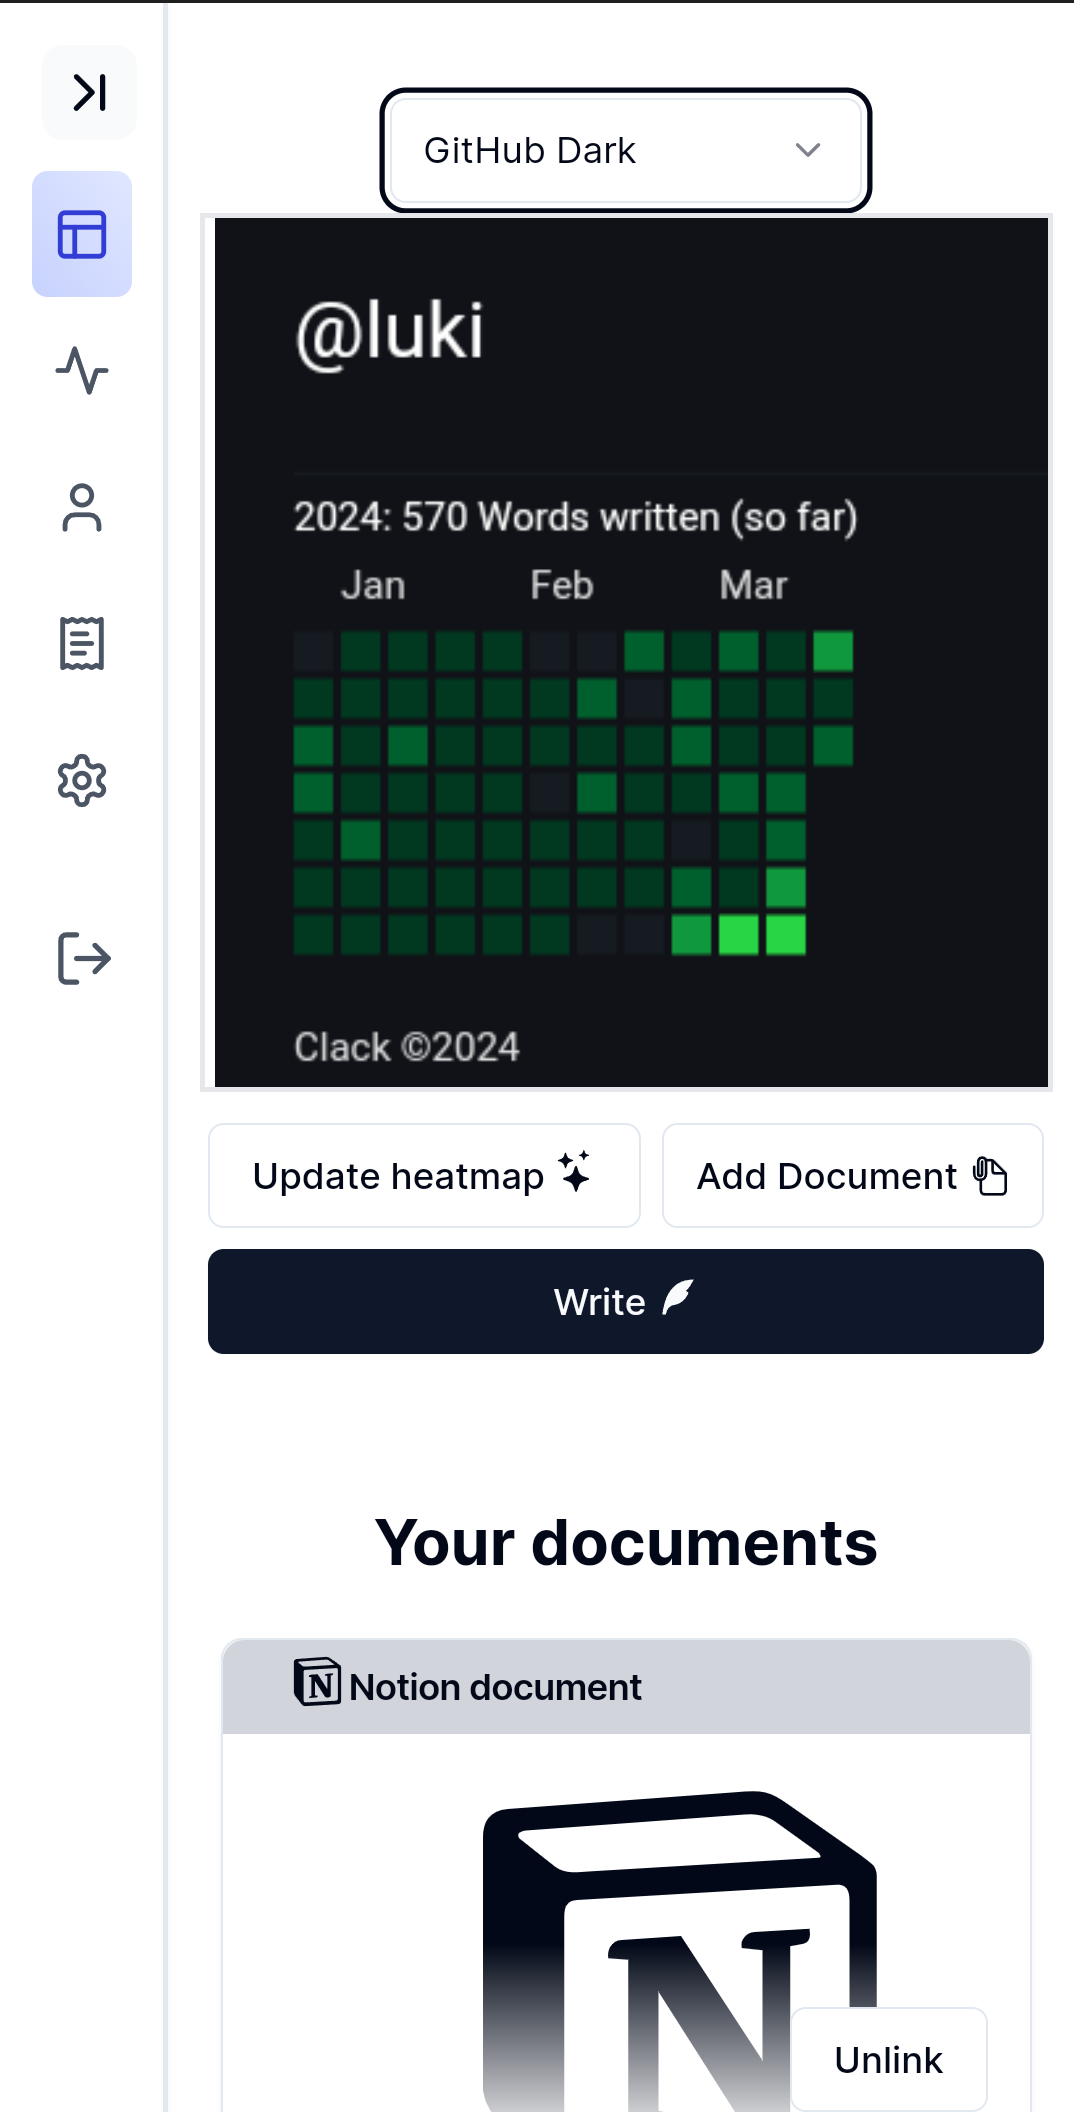 GitHub Dark
@luki
2024: 570 Words written (so far)
Jan Feb Mar
Clack ©2024
Update heatmap
Add Document
Write
Your documents
N Notion document
N
Unlink